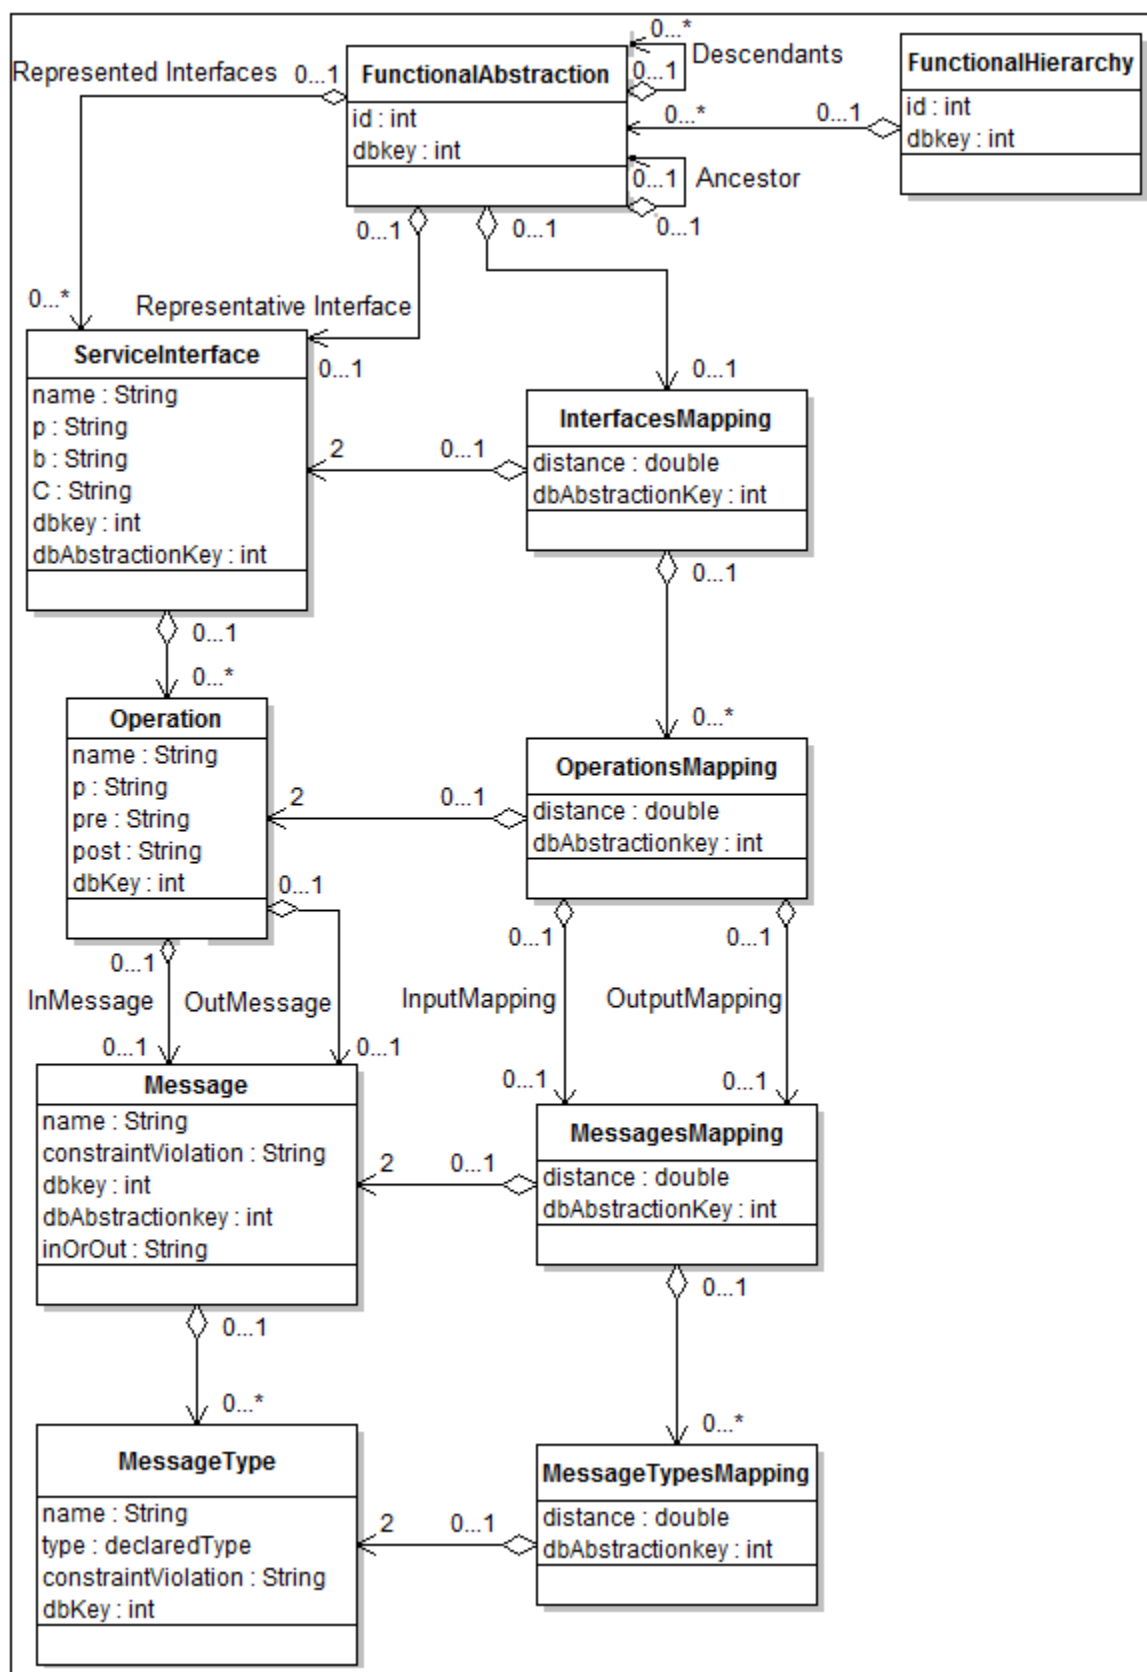 0...*
Descendants
Represented Interfaces
0...1
FunctionalAbstraction
0...1
FunctionalHierarchy
id : int
dbkey : int
0...*
0...1
id : int
dbkey : int
0...1
Ancestor
0...1
0...1
0...1
0...*
Representative Interface
0...1
0...1
ServiceInterface
name : String
p : String
b : String
C : String
dbkey : int
dbAbstractionKey : int
InterfacesMapping
distance : double
dbAbstractionKey : int
2
0...1
0...1
0...1
0...*
0...*
Operation
name : String
p : String
pre : String
post : String
dbKey : int
OperationsMapping
distance : double
dbAbstractionkey : int
2
0...1
0...1
0...1
0...1
0...1
InMessage
OutMessage
InputMapping
OutputMapping
0...1
0...1
0...1
0...1
Message
name : String
constraintViolation : String
dbkey : int
dbAbstractionkey : int
inOrOut : String
MessagesMapping
distance : double
dbAbstractionKey : int
2
0...1
0...1
0...1
0...*
0...*
MessageType
name : String
type : declaredType
constraintViolation : String
dbKey : int
MessageTypesMapping
distance : double
dbAbstractionkey : int
2
0...1